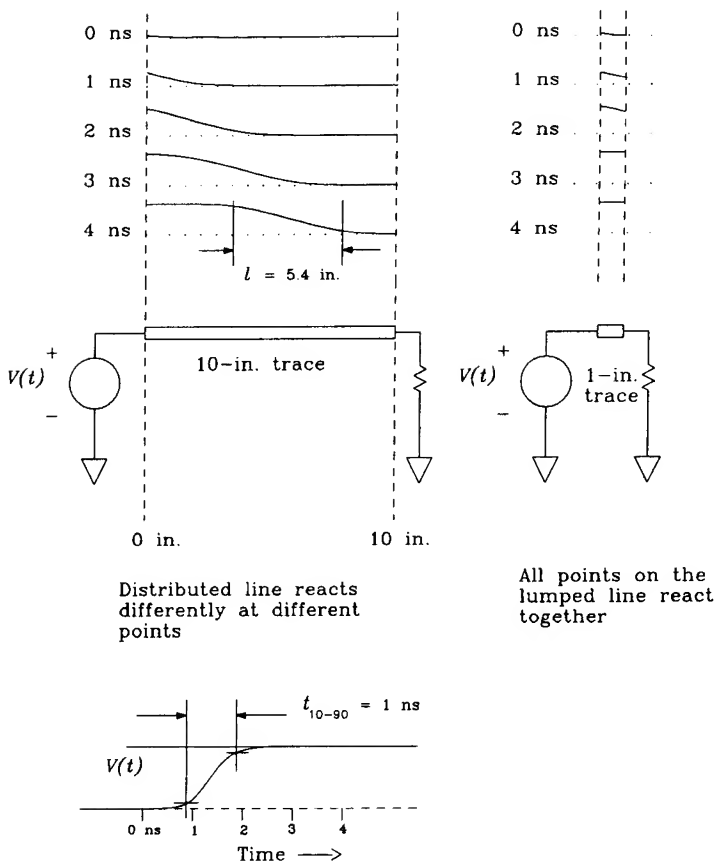 0 ns
1 ns
2 ns
3 ns
4 ns
l = 5.4 in.
+
V(t)
−
10-in. trace
0 in.
10 in.
Distributed line reacts
differently at different
points
0 ns
1 ns
2 ns
3 ns
4 ns
+
V(t)
−
1-in.
trace
All points on the
lumped line react
together
t10-90 = 1 ns
V(t)
0 ns 1 2 3 4
Time